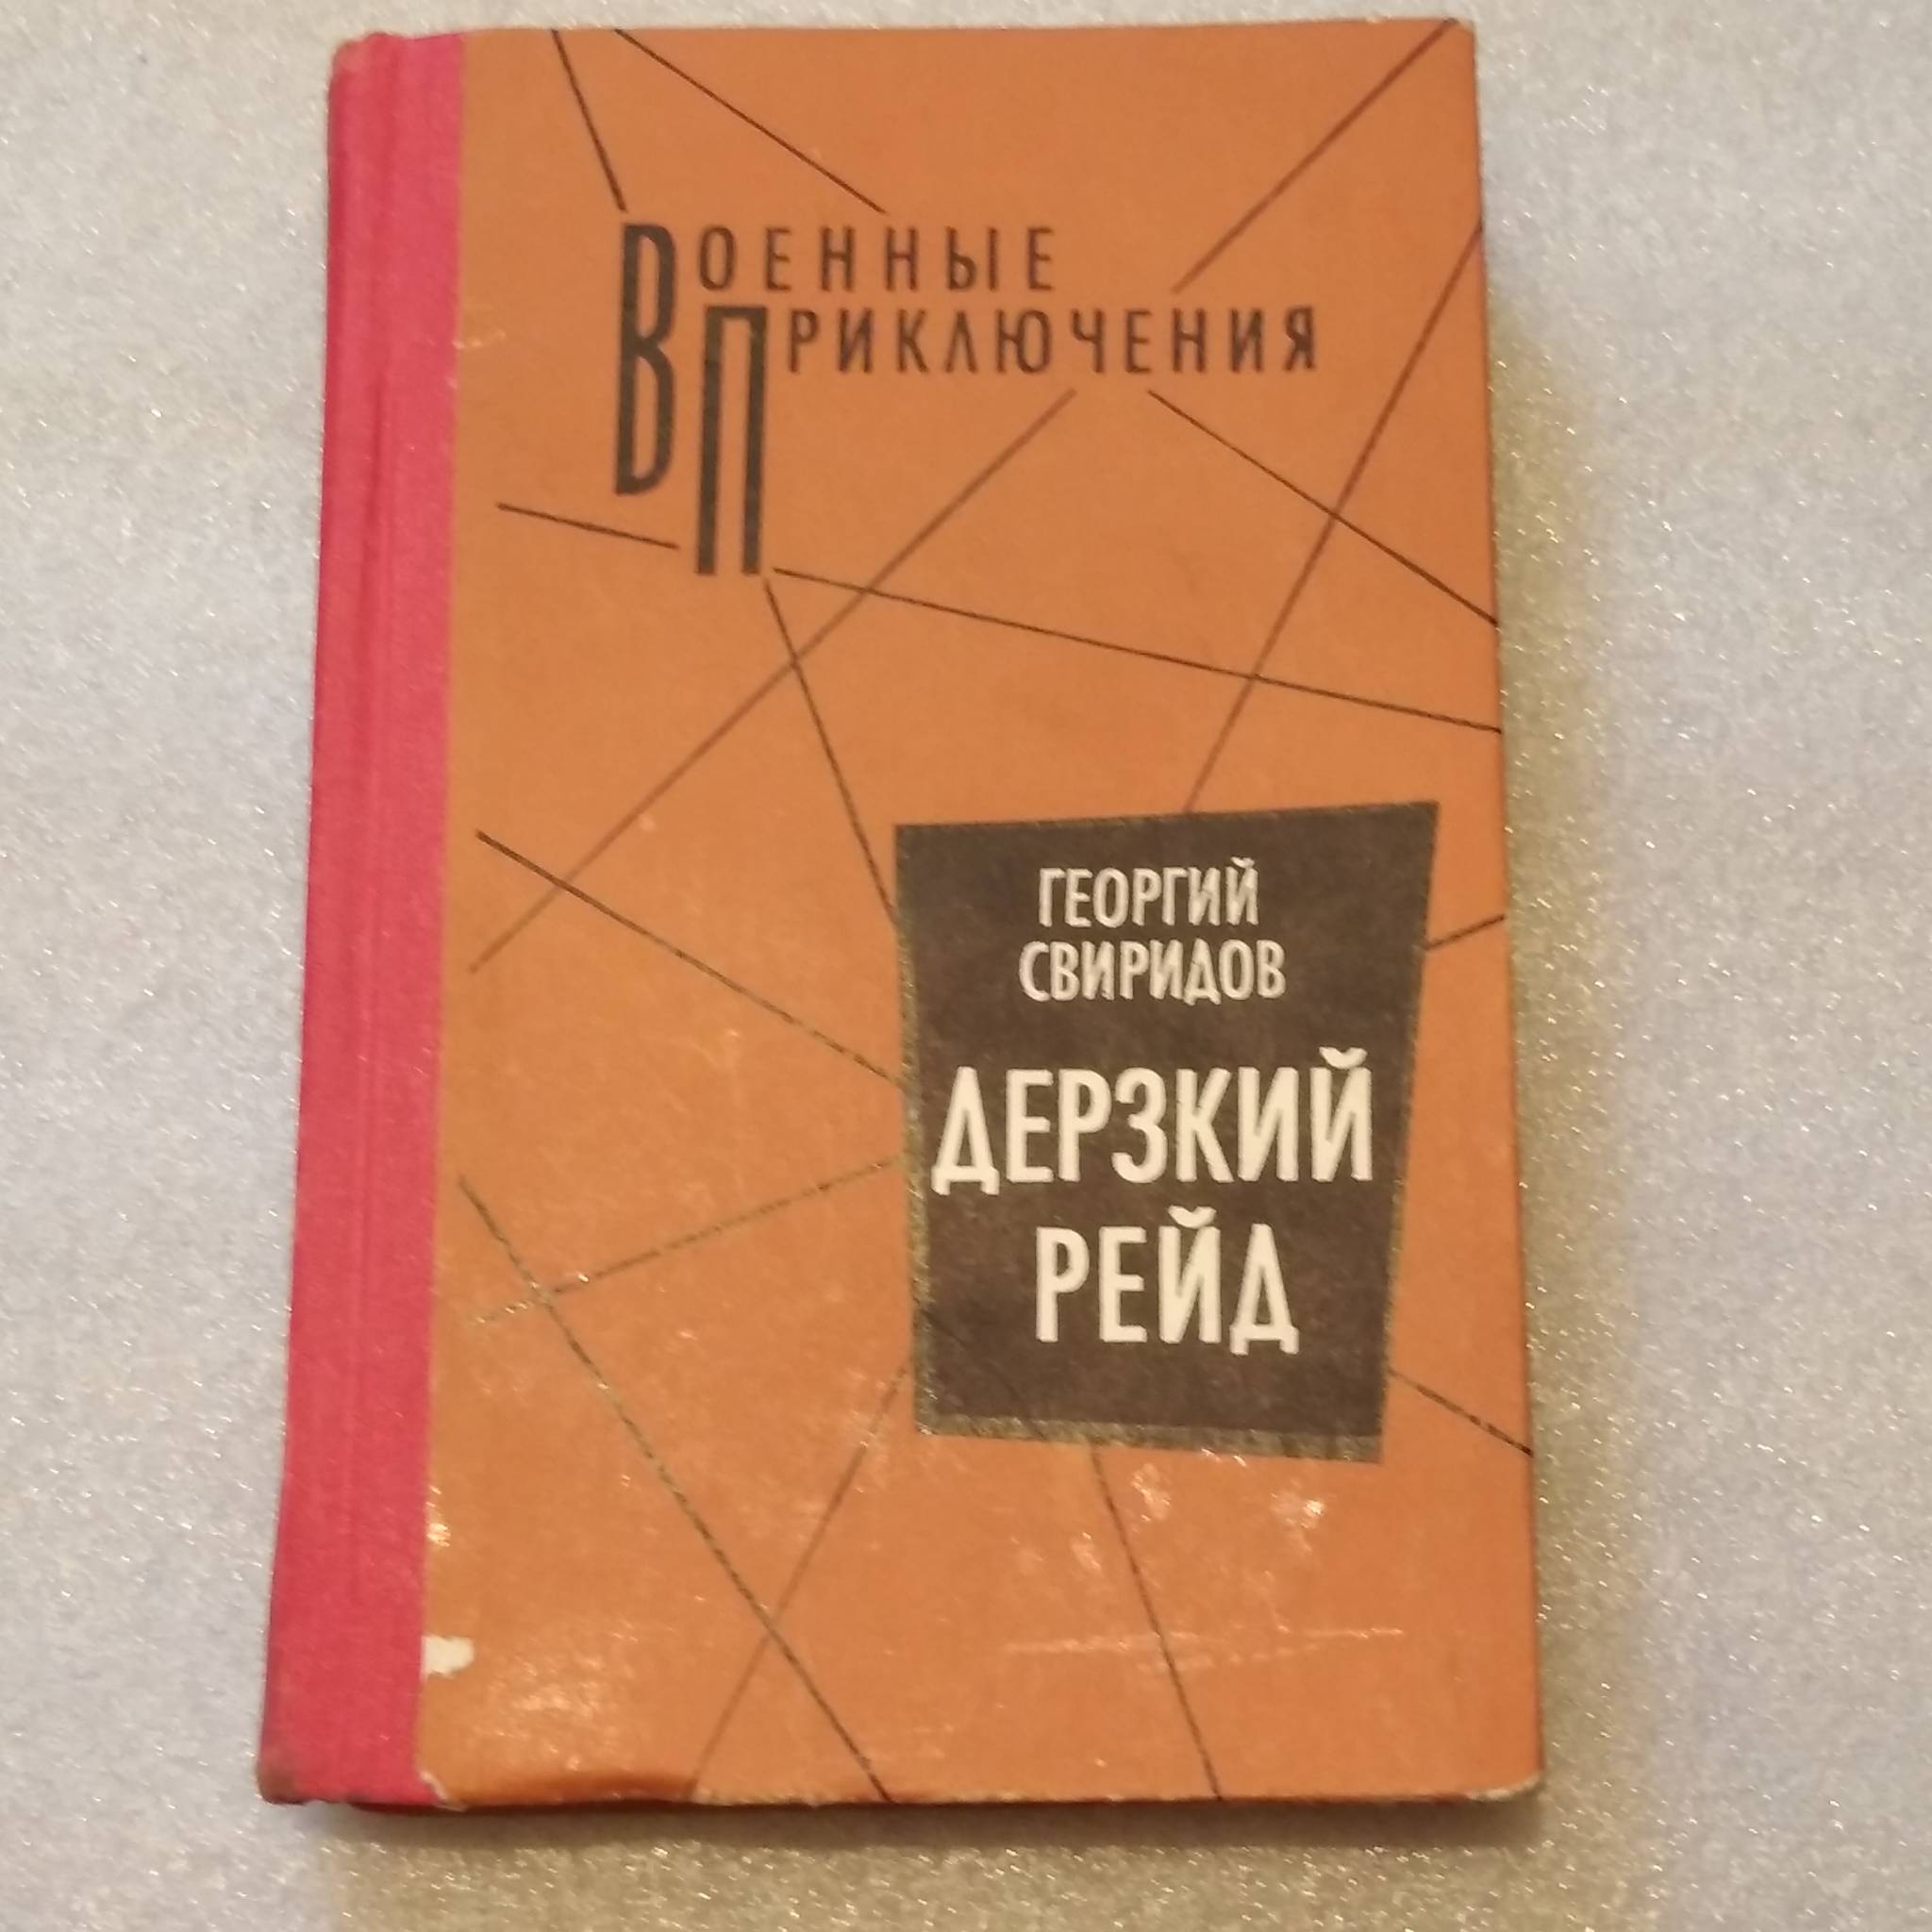 ВОЕННЫЕ
ПРИКЛЮЧЕНИЯ
ГЕОРГИЙ
СВИРИДОВ
ДЕРЗКИЙ
РЕЙД